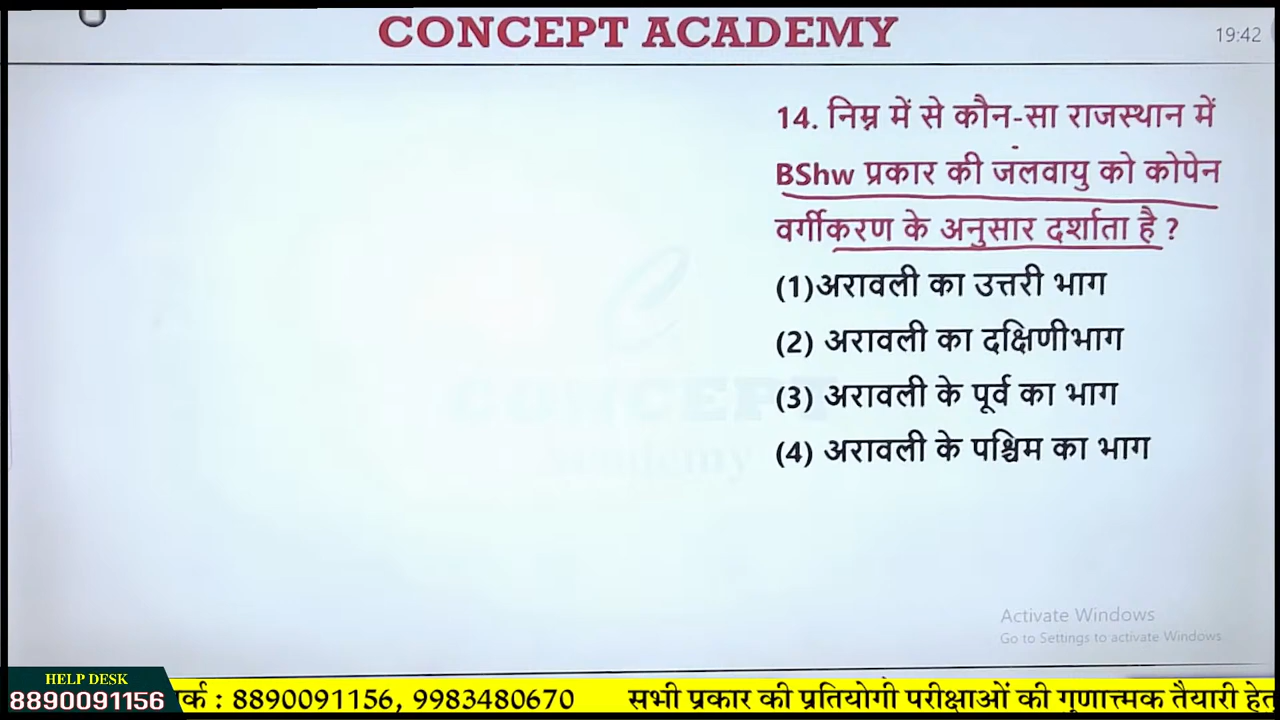 CONCEPT ACADEMY
19:42
14. निम्न में से कौन-सा राजस्थान में
BShw प्रकार की जलवायु को कोपेन
वर्गीकरण के अनुसार दर्शाता है ?
(1)अरावली का उत्तरी भाग
(2) अरावली का दक्षिणीभाग
(3) अरावली के पूर्व का भाग
(4) अरावली के पश्चिम का भाग
CONCEPT
Academy
Activate Windows
Go to Settings to activate Windows
HELP DESK
8890091156
र्क : 8890091156, 9983480670 सभी प्रकार की प्रतियोगी परीक्षाओं की गुणात्मक तैयारी हेतु